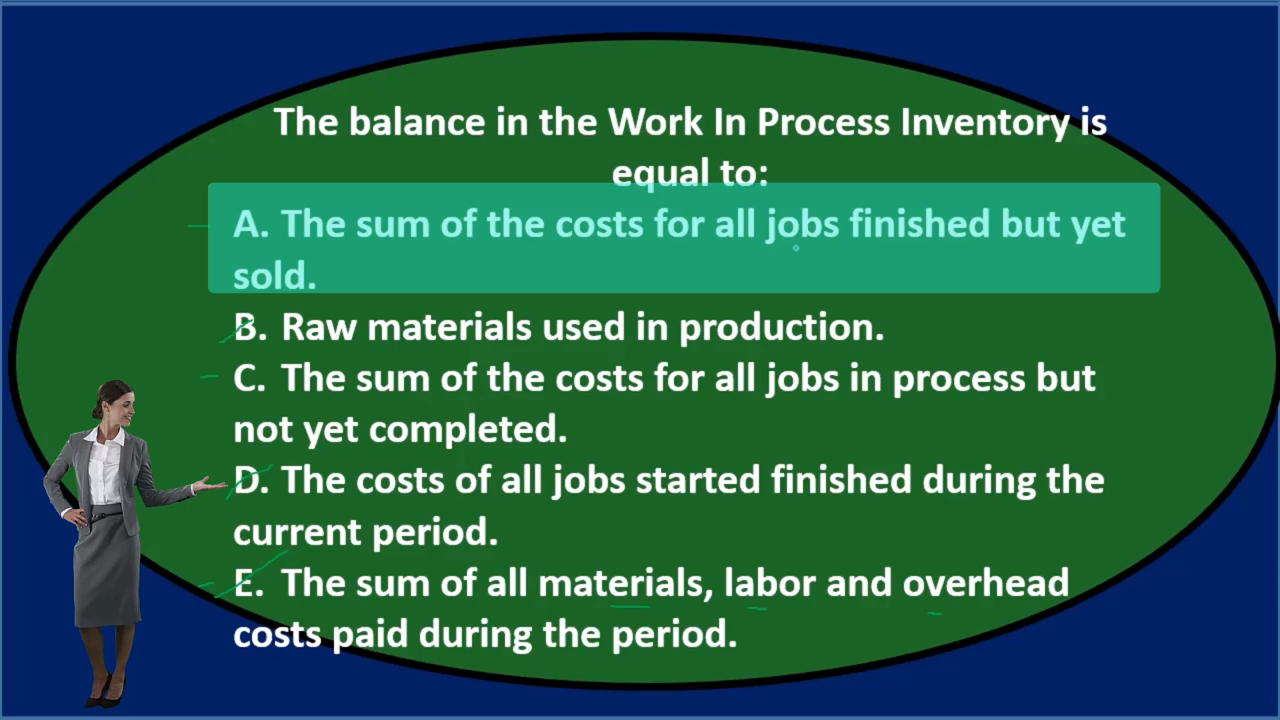 The balance in the Work In Process Inventory is
equal to:
A. The sum of the costs for all jobs finished but yet
sold.
B. Raw materials used in production.
C. The sum of the costs for all jobs in process but
not yet completed.
D. The costs of all jobs started finished during the
current period.
E. The sum of all materials, labor and overhead
costs paid during the period.